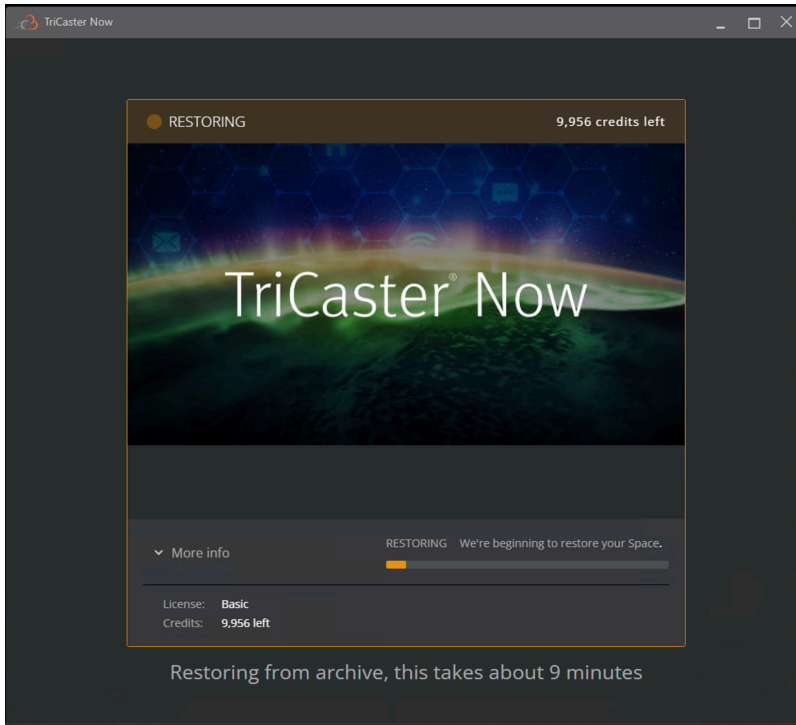 TriCaster Now
RESTORING 9,956 credits left
TriCaster® Now
RESTORING We're beginning to restore your Space.
More info
License: Basic
Credits: 9,956 left
Restoring from archive, this takes about 9 minutes